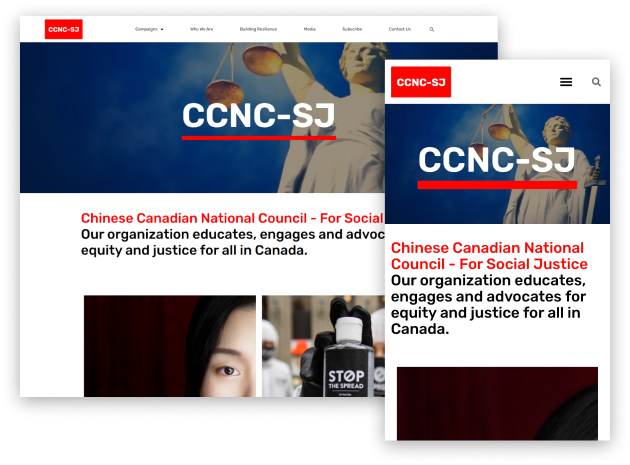 CCNC-SJ
Campaigns
Who We Are
Building Resilience
Media
Subscribe
Contact Us
CCNC-SJ
Chinese Canadian National Council - For Social
Our organization educates, engages and advoc
equity and justice for all in Canada.
STOP
THE SPREAD
CCNC-SJ
CCNC-SJ
Chinese Canadian National
Council - For Social Justice
Our organization educates,
engages and advocates for
equity and justice for all in
Canada.